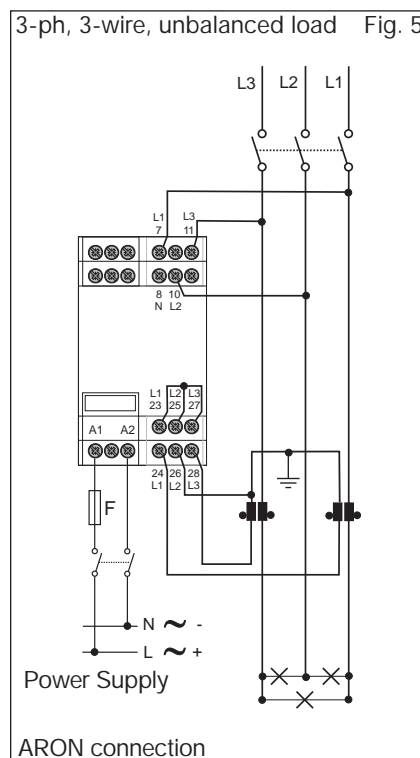 3-ph, 3-wire, unbalanced load Fig. 5
L3 L2 L1
L1 L3
7 11
8 10
N L2
L1 L2 L3
23 25 27
A1 A2
24 26 28
L1 L2 L3
F
N ~ -
L ~ +
Power Supply
ARON connection